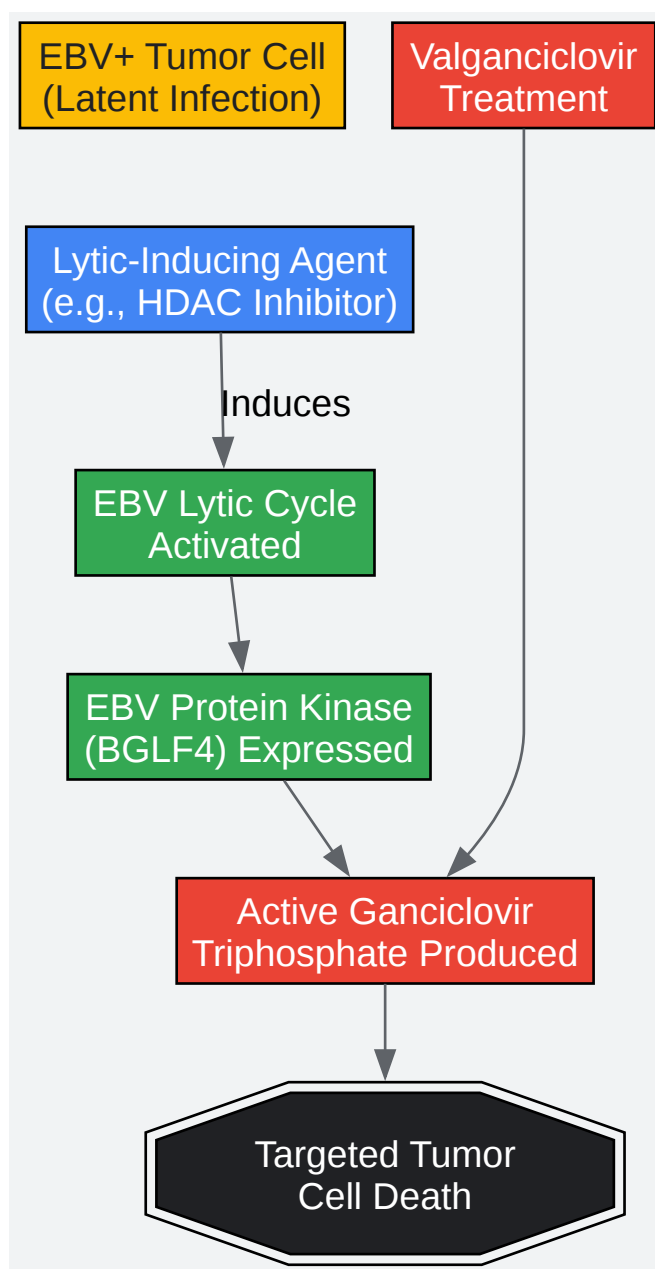 EBV+ Tumor Cell
(Latent Infection)
Valganciclovir
Treatment
Lytic-Inducing Agent
(e.g., HDAC Inhibitor)
Induces
EBV Lytic Cycle
Activated
EBV Protein Kinase
(BGLF4) Expressed
Active Ganciclovir
Triphosphate Produced
Targeted Tumor
Cell Death